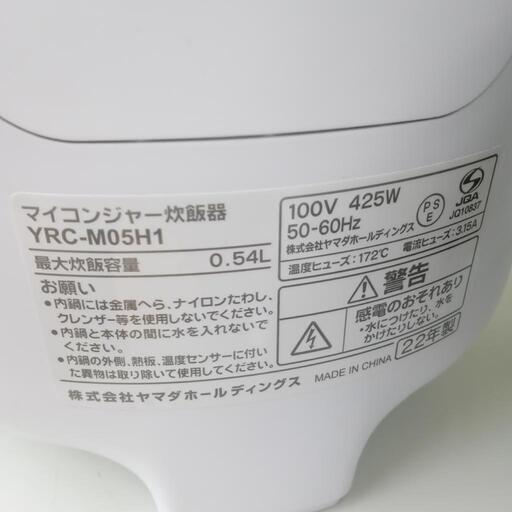 マイコンジャー炊飯器
YRC-M05H1
最大炊飯容量 0.54L
お願い
●内鍋には金属へら、ナイロンたわし、
クレンザー等を使用しないでください。
●内鍋と本体の間に水を入れないで
ください。
●内鍋の外側、熱板、温度センサーに付い
た異物は取り除いて使用してください。
株式会社ヤマダホールディングス
100V 425W
50-60Hz
株式会社ヤマダホールディングス
温度ヒューズ:172℃ 電流ヒューズ:3.15A
PS
E
JQA
JQ10837
警告
感電のおそれあり
・水につけたり、水を
かけたりしない。
MADE IN CHINA
22年製